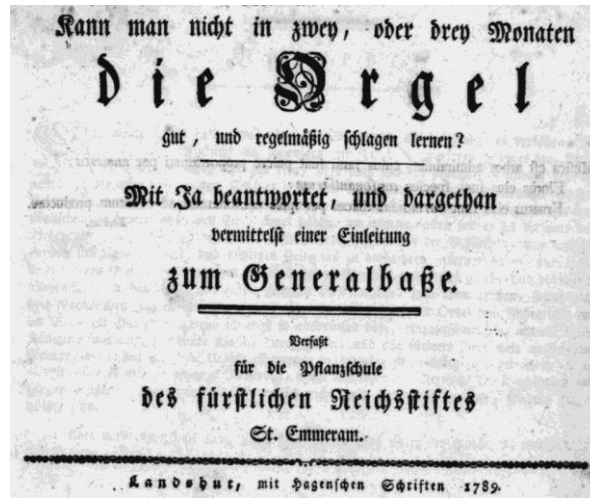 Kann man nicht in zwey, oder drey Monaten
die Orgel
gut, und regelmäßig schlagen lernen?
Mit Ja beantwortet, und dargethan
vermittelst einer Einleitung
zum Generalbaße.
Verfaßt
für die Pflanzschule
des fürstlichen Reichsstiftes
St. Emmeram.
Landshut, mit Hagenschen Schriften 1789.